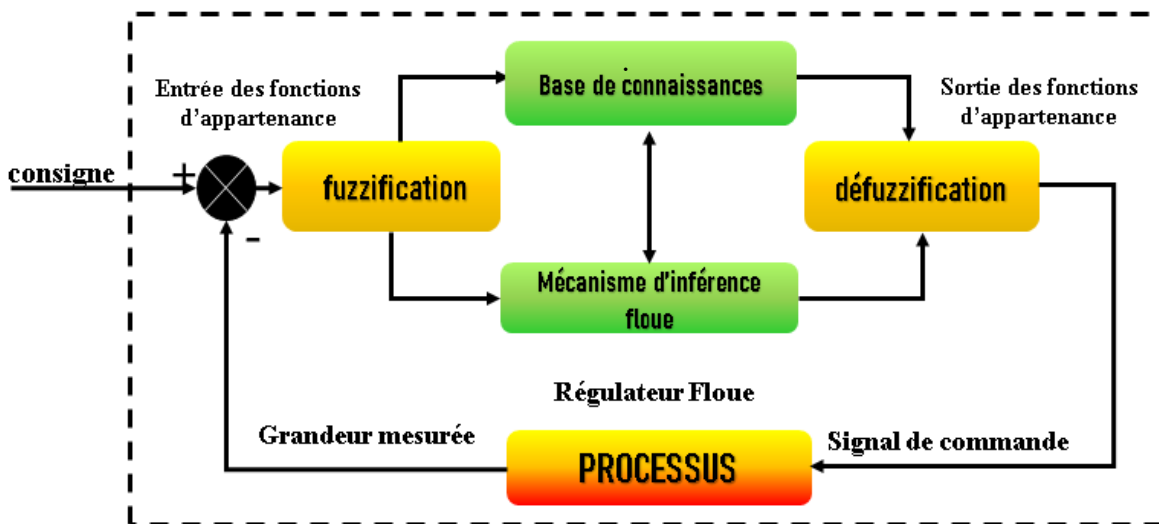 Entrée des fonctions
d'appartenance
Base de connaissances
Sortie des fonctions
d'appartenance
consigne
+
fuzzification
défuzzification
-
Mécanisme d'inférence
floue
Régulateur Floue
Grandeur mesurée
PROCESSUS
Signal de commande